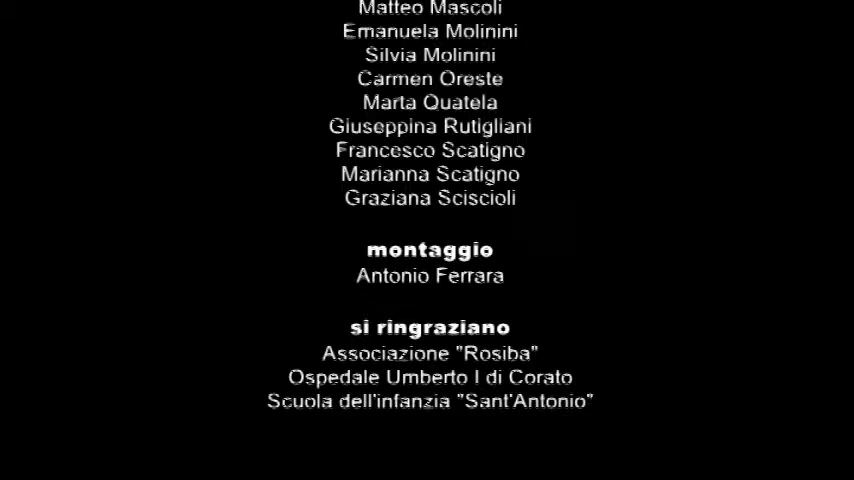 Matteo Mascoli
Emanuela Molinini
Silvia Molinini
Carmen Oreste
Marta Quatela
Giuseppina Rutigliani
Francesco Scatigno
Marianna Scatigno
Graziana Sciscioli
montaggio
Antonio Ferrara
si ringraziano
Associazione "Rosiba"
Ospedale Umberto I di Corato
Scuola dell'infanzia "Sant'Antonio"